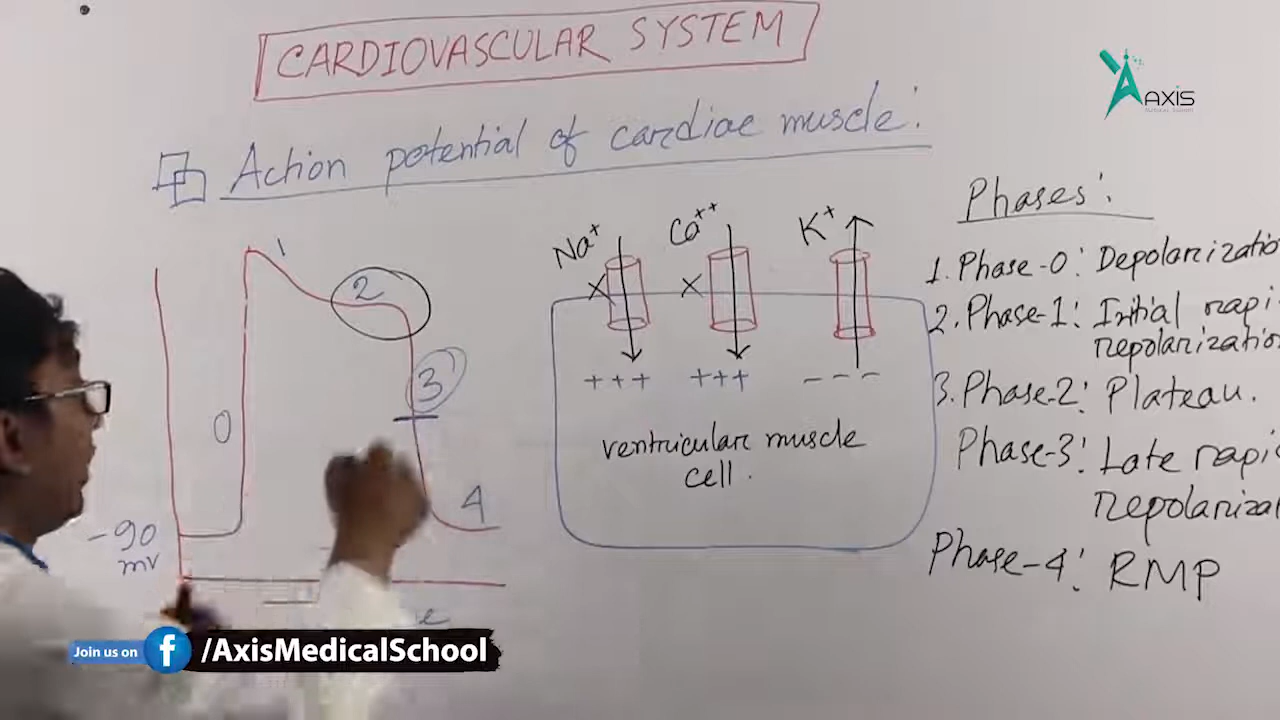 CARDIOVASCULAR SYSTEM
AXIS
Action potential of cardiac muscle:
Phases:
1. Phase-0: Depolarizatio
2. Phase-1: Initial rapi
repolarizatio
3. Phase-2: Plateau.
Phase-3: Late rapi
repolariza
Phase-4: RMP
Na+
Ca++
K+
X
X
+++
+++
---
ventricular muscle
cell.
1
2
3
0
4
-90
mv
Join us on f /AxisMedicalSchool